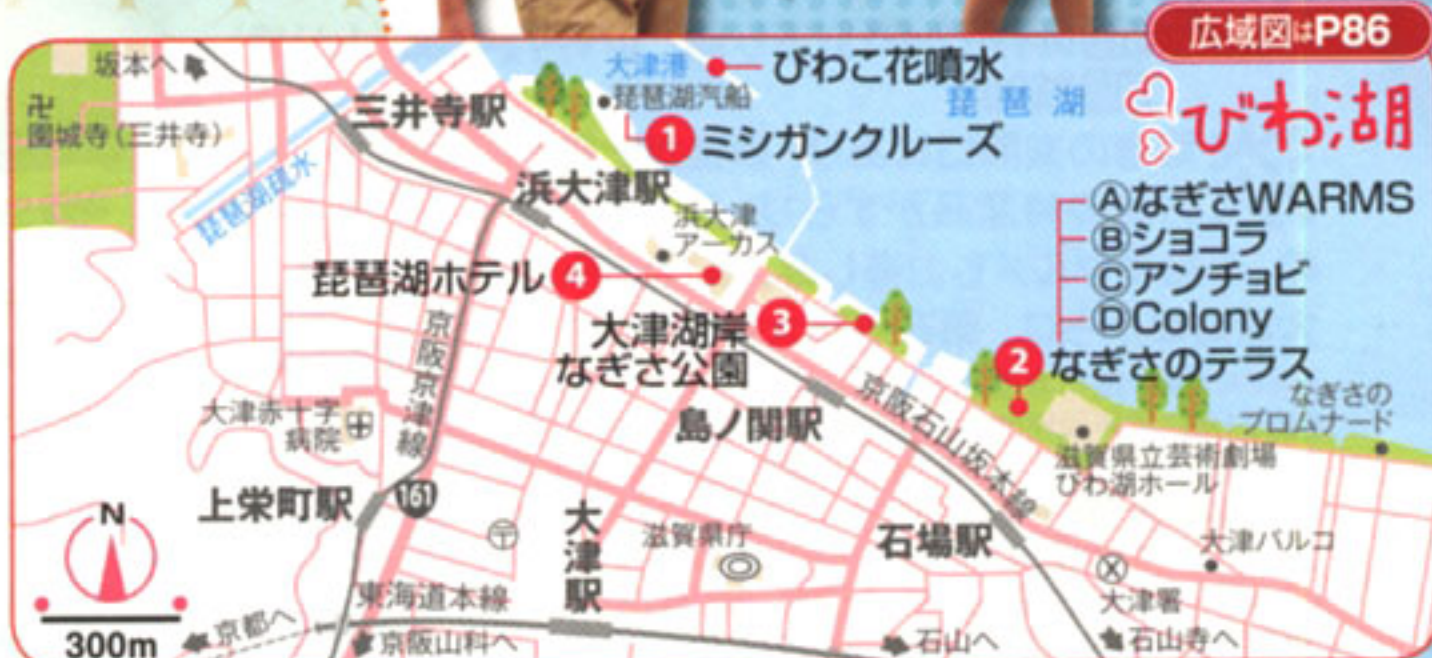 広域図はP86
びわ湖
坂本へ
卍
園城寺(三井寺)
三井寺駅
大津港
びわこ花噴水
琵琶湖汽船
琵琶湖
1 ミシガンクルーズ
琵琶湖疏水
浜大津駅
浜大津
アーカス
ⒶなぎさWARMS
Ⓑショコラ
Ⓒアンチョビ
ⒹColony
琵琶湖ホテル 4
大津湖岸
なぎさ公園
3
2 なぎさのテラス
なぎさの
プロムナード
京阪京津線
島ノ関駅
京阪石山坂本線
滋賀県立芸術劇場
びわ湖ホール
大津赤十字
病院
上栄町駅
161
〒
大津駅
滋賀県庁
石場駅
大津パルコ
大津署
N
300m
東海道本線
京都へ
京阪山科へ
石山へ
石山寺へ